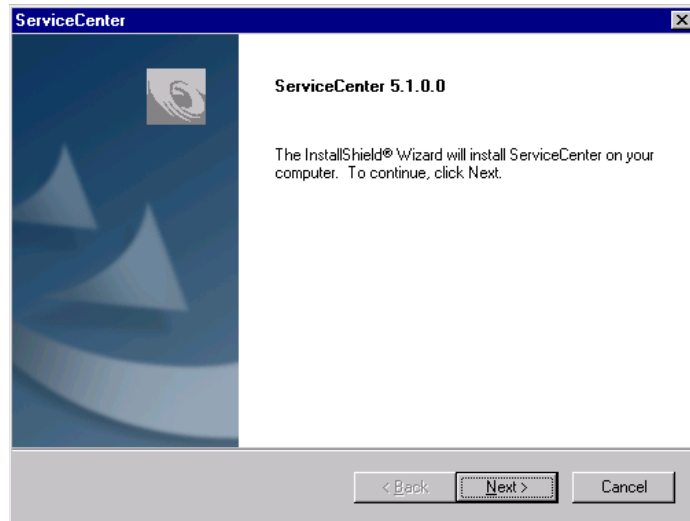 ServiceCenter
ServiceCenter 5.1.0.0
The InstallShield® Wizard will install ServiceCenter on your
computer. To continue, click Next.
< Back
Next >
Cancel